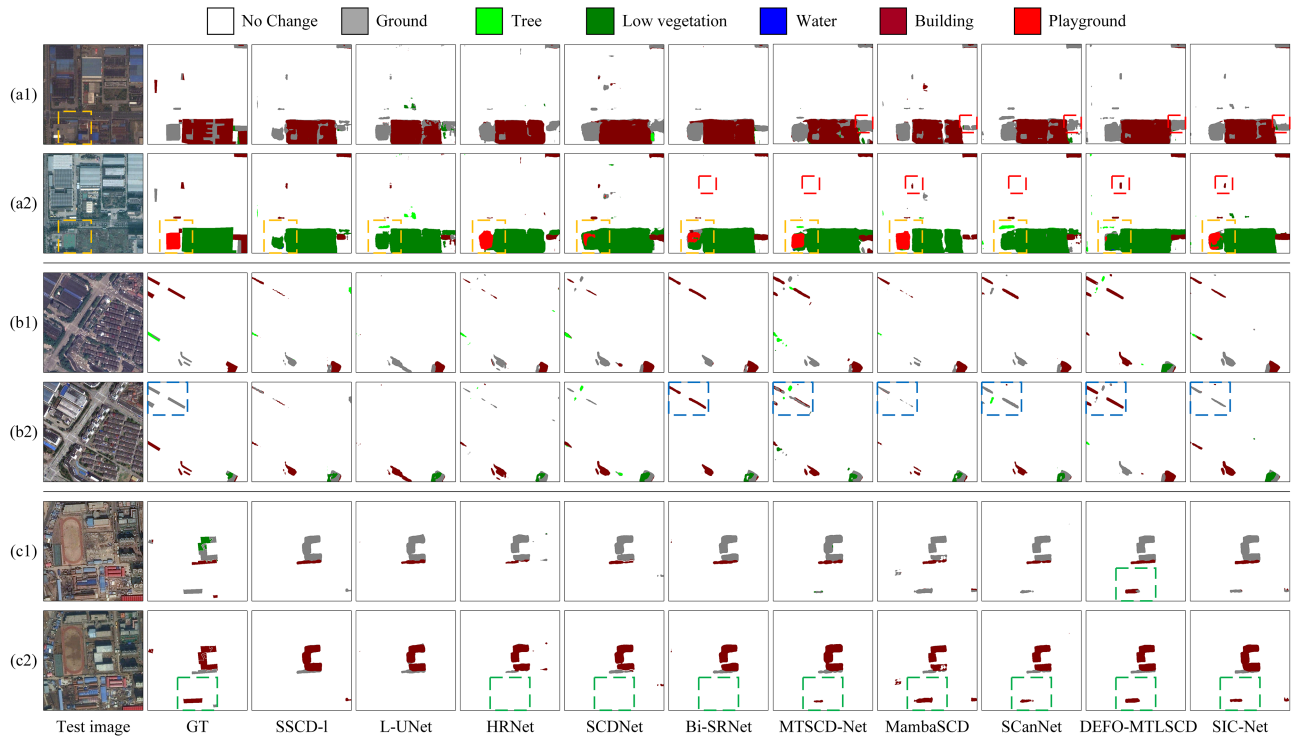 No Change Ground Tree Low vegetation Water Building Playground
(a1)
(a2)
(b1)
(b2)
(c1)
(c2)
Test image GT SSCD-l L-UNet HRNet SCDNet Bi-SRNet MTSCD-Net MambaSCD SCanNet DEFO-MTLSCD SIC-Net